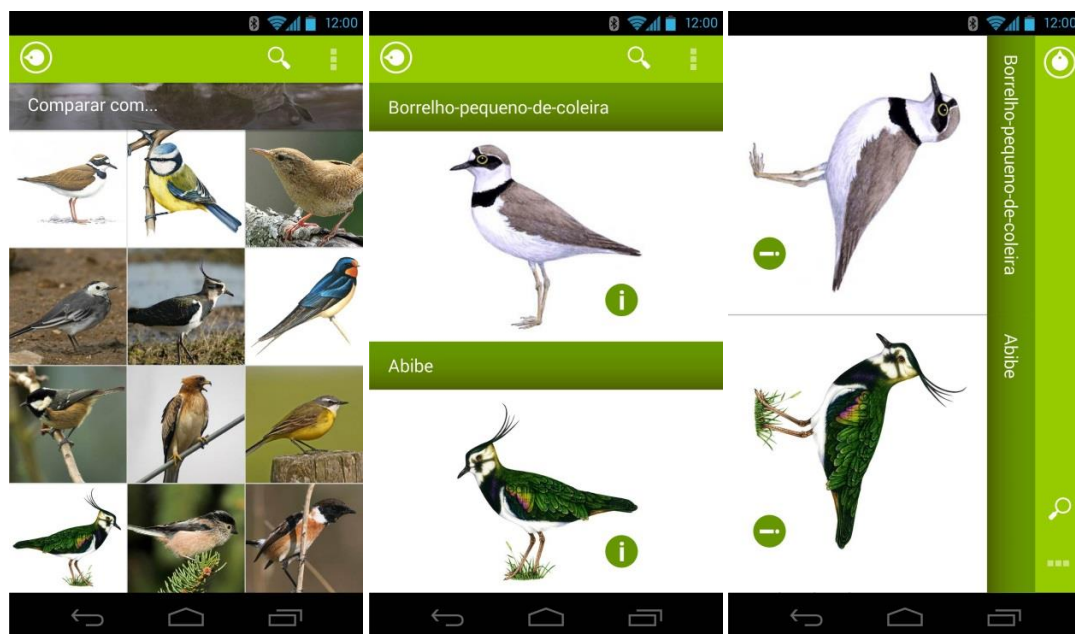 12:00
Comparar com...
12:00
Borrelho-pequeno-de-coleira
i
Abibe
i
12:00
Borrelho-pequeno-de-coleira
i
Abibe
i